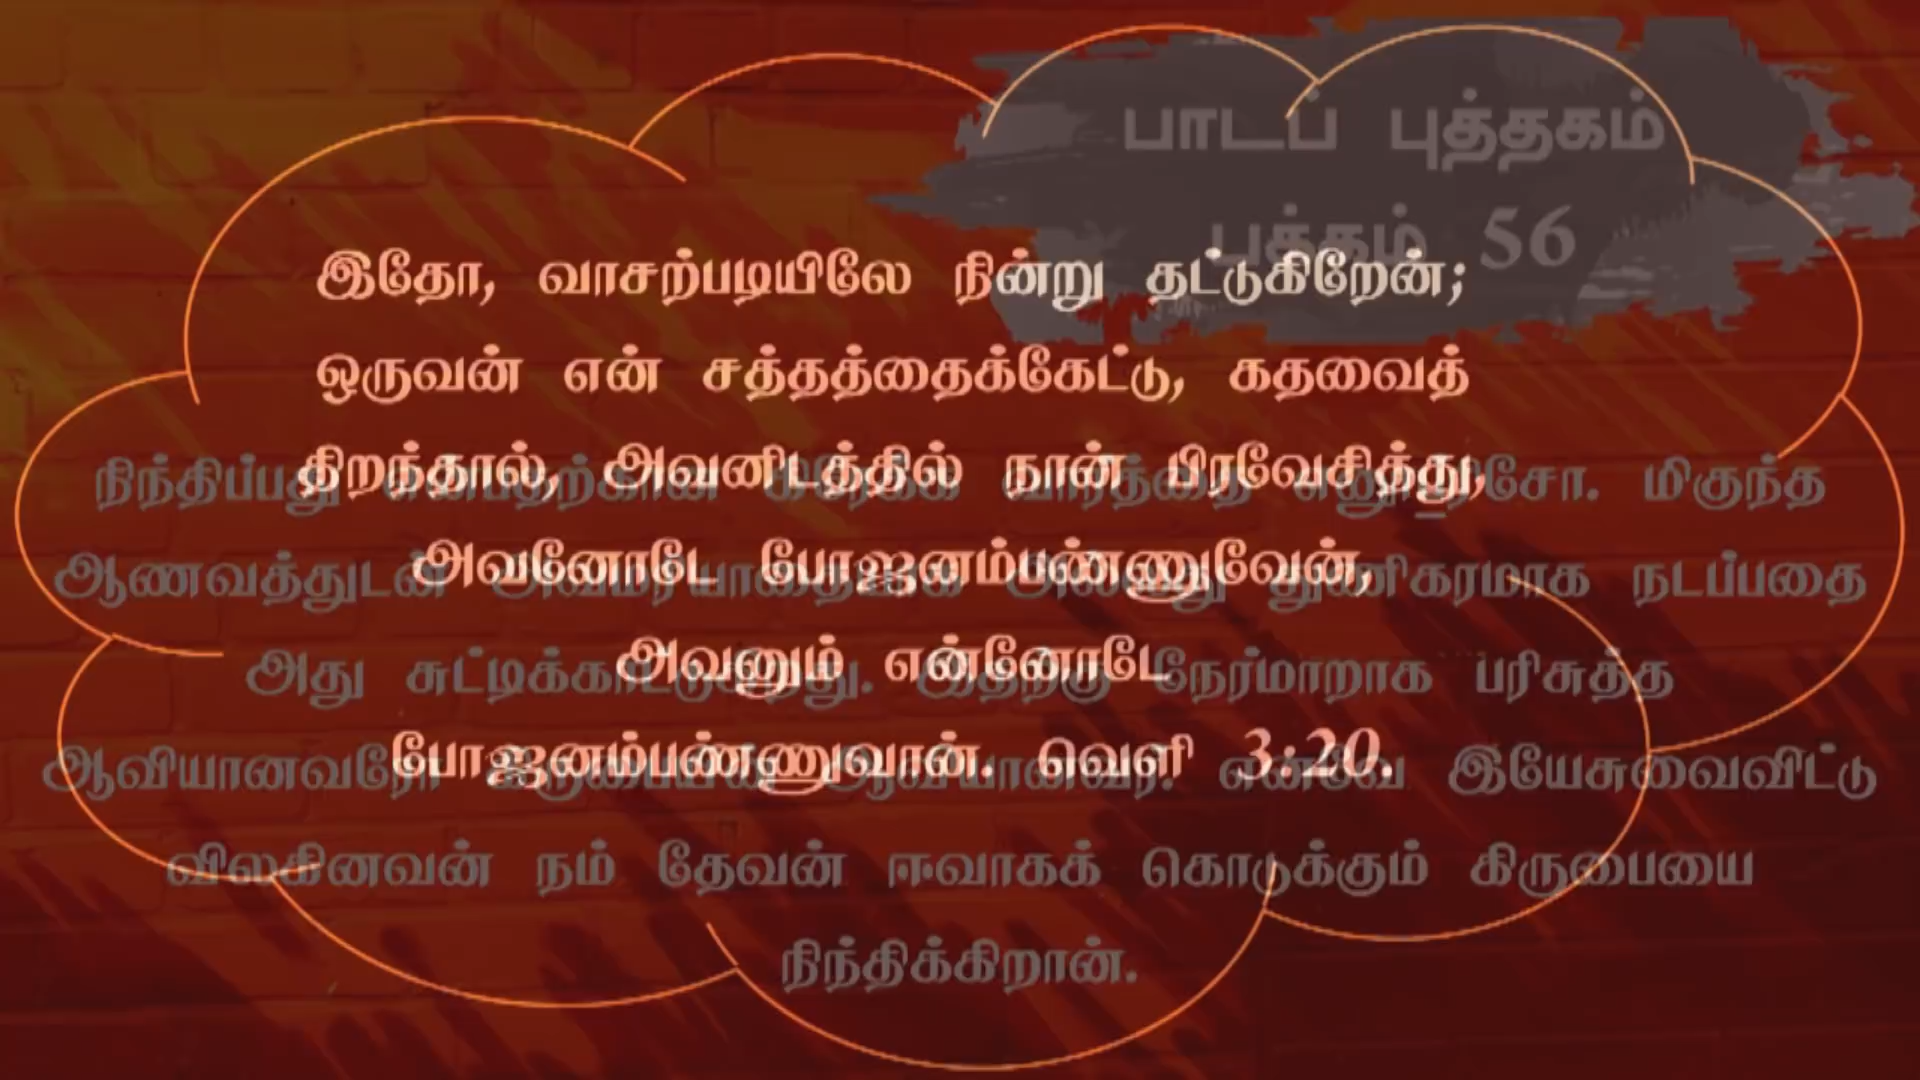 பாடப் புத்தகம்
பக்கம் 56
இதோ, வாசற்படியிலே நின்று தட்டுகிறேன்;
ஒருவன் என் சத்தத்தைக்கேட்டு, கதவைத்
திறந்தால், அவனிடத்தில் நான் பிரவேசித்து,
அவனோடே போஜனம்பண்ணுவேன்,
அவனும் என்னோடே
போஜனம்பண்ணுவான். வெளி 3:20.
நிந்திப்பது மிகுந்த
ஆணவத்துடன் நடப்பதை
அது நேர்மாறாக பரிசுத்த
ஆவியானவரோ இயேசுவைவிட்டு
விலகினவன் நம் தேவன் ஈவாகக் கொடுக்கும் கிருபையை
நிந்திக்கிறான்.